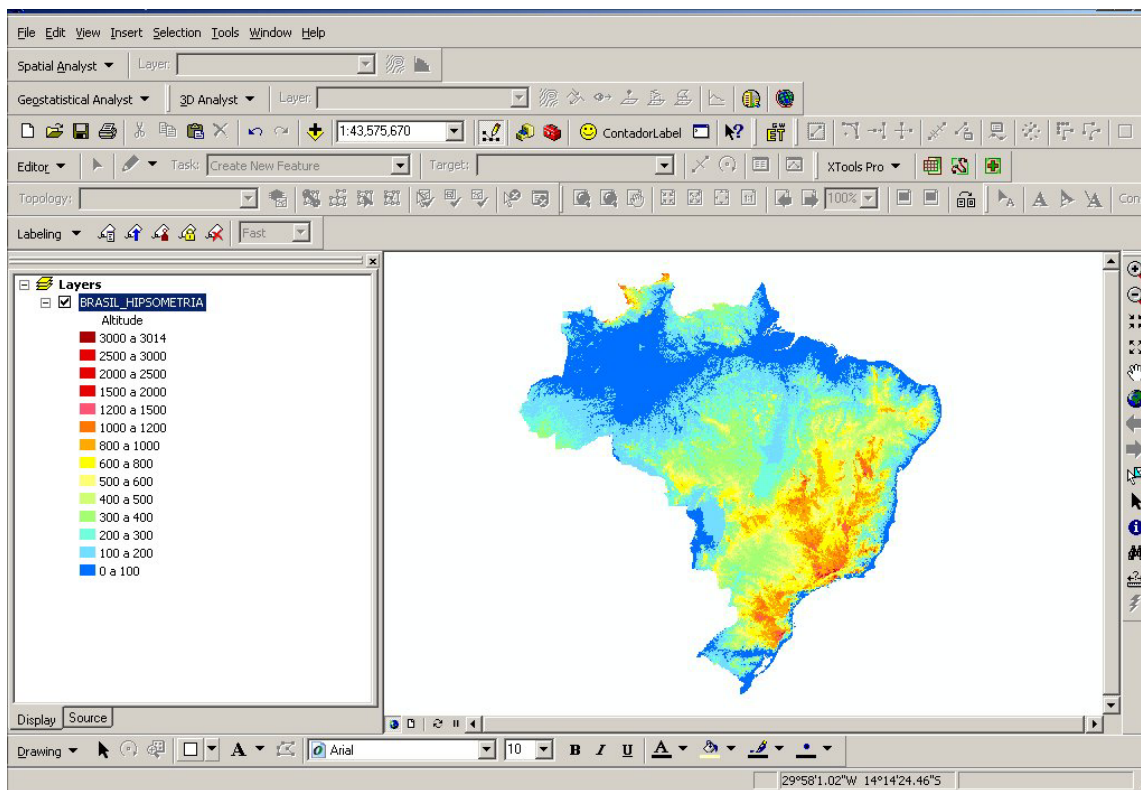 File Edit View Insert Selection Tools Window Help
Spatial Analyst Layer:
Geostatistical Analyst 3D Analyst Layer:
1:43,575,670 ContadorLabel ET
Editor Task: Create New Feature Target: XTools Pro
Topology: 1:1 100% A A A A Con
Labeling Fast
Layers
BRASIL_HIPSOMETRIA
Altitude
3000 a 3014
2500 a 3000
2000 a 2500
1500 a 2000
1200 a 1500
1000 a 1200
800 a 1000
600 a 800
500 a 600
400 a 500
300 a 400
200 a 300
100 a 200
0 a 100
Display Source
Drawing A Arial 10 B I U A
29°58'1.02"W 14°14'24.46"S